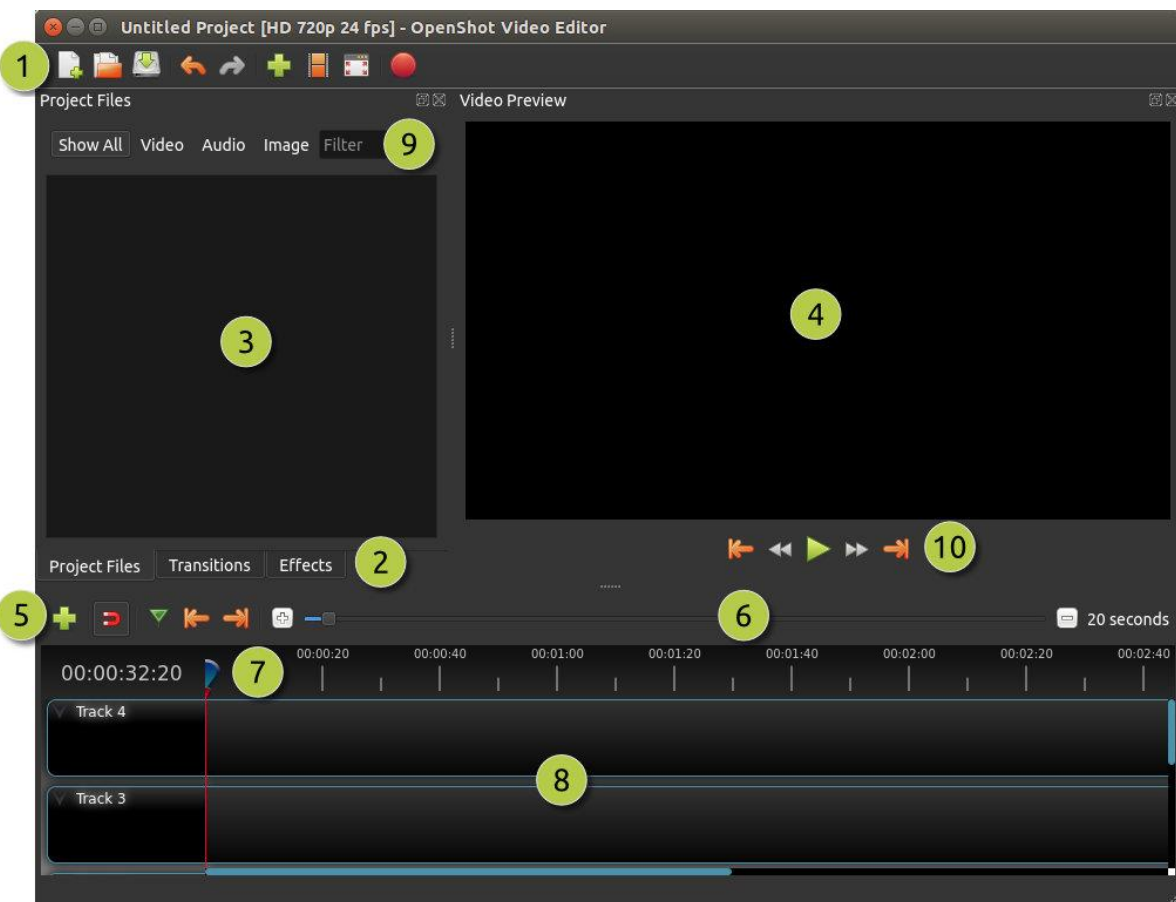 Untitled Project [HD 720p 24 fps] - OpenShot Video Editor
1
Project Files
Video Preview
Show All Video Audio Image Filter 9
3
4
Project Files Transitions Effects 2
10
5
6
20 seconds
00:00:32:20 7
00:00:20 00:00:40 00:01:00 00:01:20 00:01:40 00:02:00 00:02:20 00:02:40
Track 4
8
Track 3